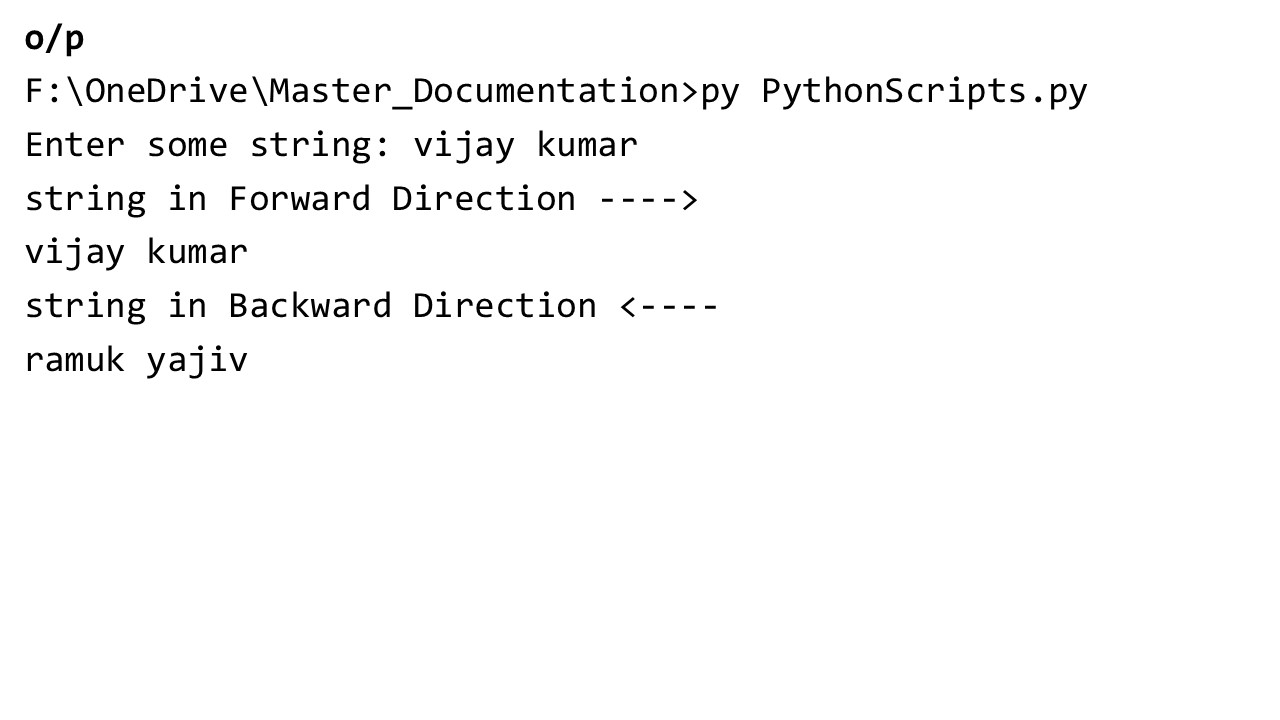 o/p
F:\OneDrive\Master_Documentation>py PythonScripts.py
Enter some string: vijay kumar
string in Forward Direction ---->
vijay kumar
string in Backward Direction <----
ramuk yajiv